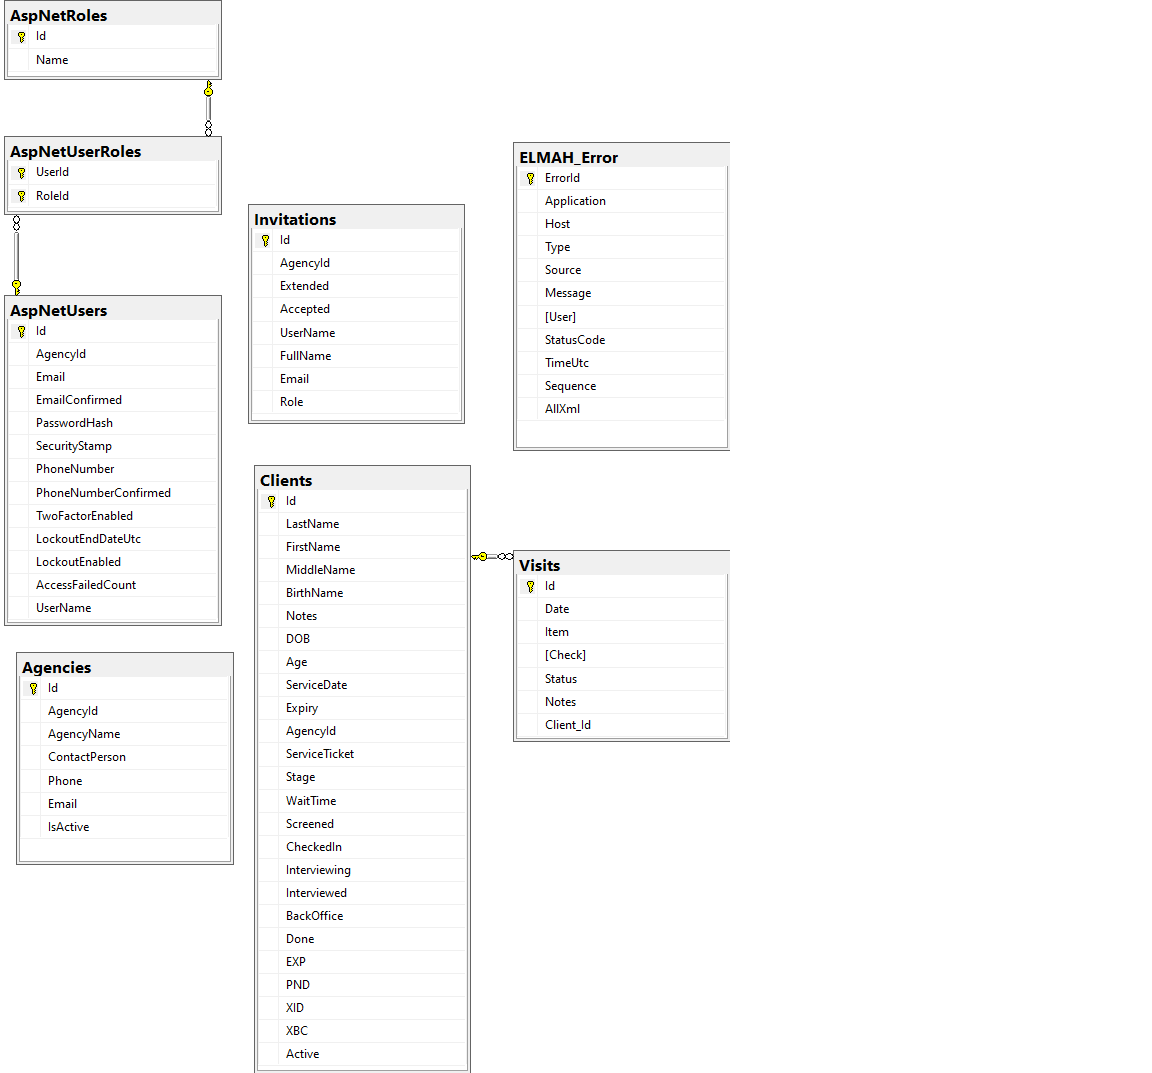 AspNetRoles
Id
Name
AspNetUserRoles
UserId
RoleId
AspNetUsers
Id
AgencyId
Email
EmailConfirmed
PasswordHash
SecurityStamp
PhoneNumber
PhoneNumberConfirmed
TwoFactorEnabled
LockoutEndDateUtc
LockoutEnabled
AccessFailedCount
UserName
Agencies
Id
AgencyId
AgencyName
ContactPerson
Phone
Email
IsActive
Invitations
Id
AgencyId
Extended
Accepted
UserName
FullName
Email
Role
Clients
Id
LastName
FirstName
MiddleName
BirthName
Notes
DOB
Age
ServiceDate
Expiry
AgencyId
ServiceTicket
Stage
WaitTime
Screened
CheckedIn
Interviewing
Interviewed
BackOffice
Done
EXP
PND
XID
XBC
Active
ELMAH_Error
ErrorId
Application
Host
Type
Source
Message
[User]
StatusCode
TimeUtc
Sequence
AllXml
Visits
Id
Date
Item
[Check]
Status
Notes
Client_Id